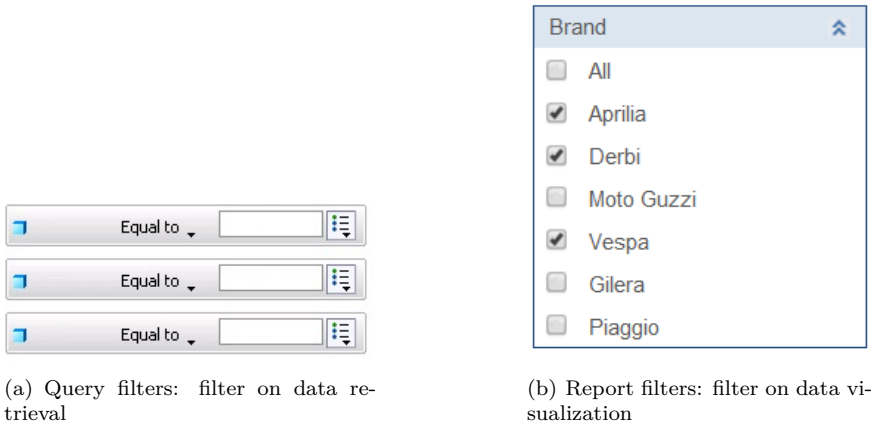 Equal to
Equal to
Equal to
(a) Query filters: filter on data re-
trieval
Brand
All
Aprilia
Derbi
Moto Guzzi
Vespa
Gilera
Piaggio
(b) Report filters: filter on data vi-
sualization